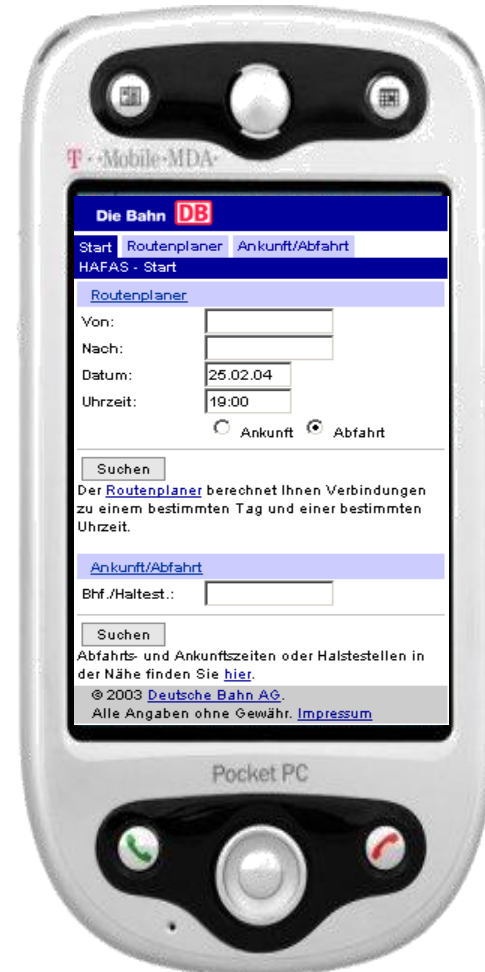 T··Mobile·MDA·
Die Bahn DB
Start Routenplaner Ankunft/Abfahrt
HAFAS - Start
Routenplaner
Von:
Nach:
Datum: 25.02.04
Uhrzeit: 19:00
Ankunft Abfahrt
Suchen
Der Routenplaner berechnet Ihnen Verbindungen
zu einem bestimmten Tag und einer bestimmten
Uhrzeit.
Ankunft/Abfahrt
Bhf./Haltest.:
Suchen
Abfahrts- und Ankunftszeiten oder Halstestellen in
der Nähe finden Sie hier.
© 2003 Deutsche Bahn AG.
Alle Angaben ohne Gewähr. Impressum
Pocket PC